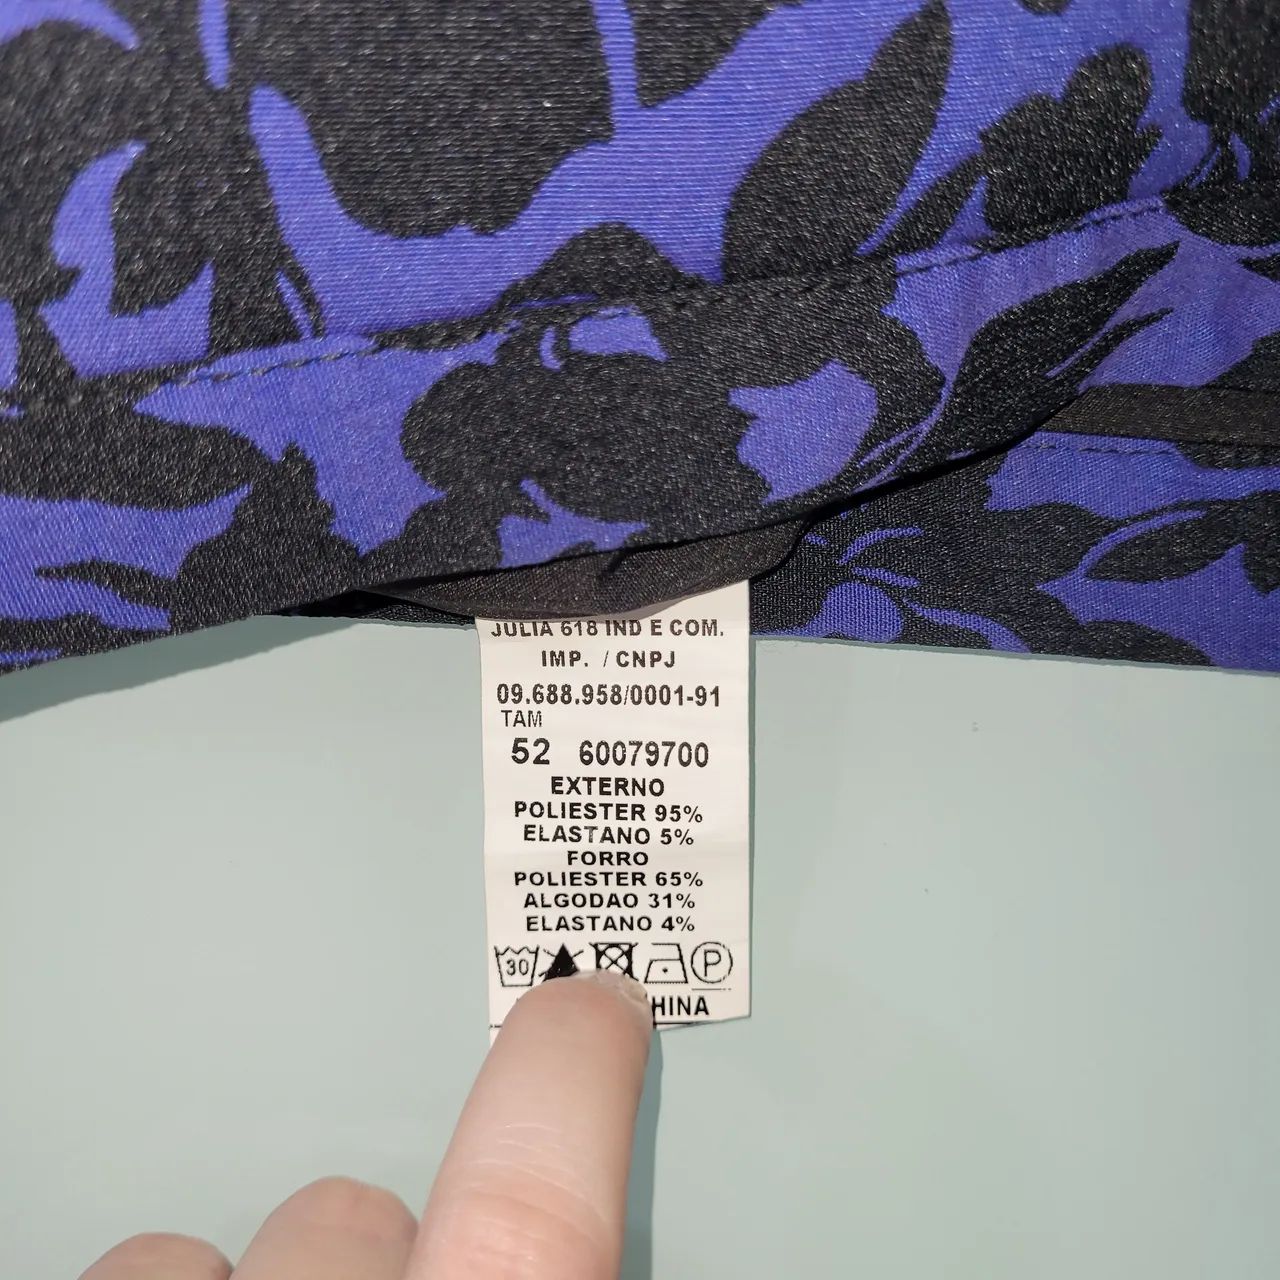 JULIA 618 IND E COM.
IMP. / CNPJ
09.688.958/0001-91
TAM
52 60079700
EXTERNO
POLIESTER 95%
ELASTANO 5%
FORRO
POLIESTER 65%
ALGODAO 31%
ELASTANO 4%
30 P